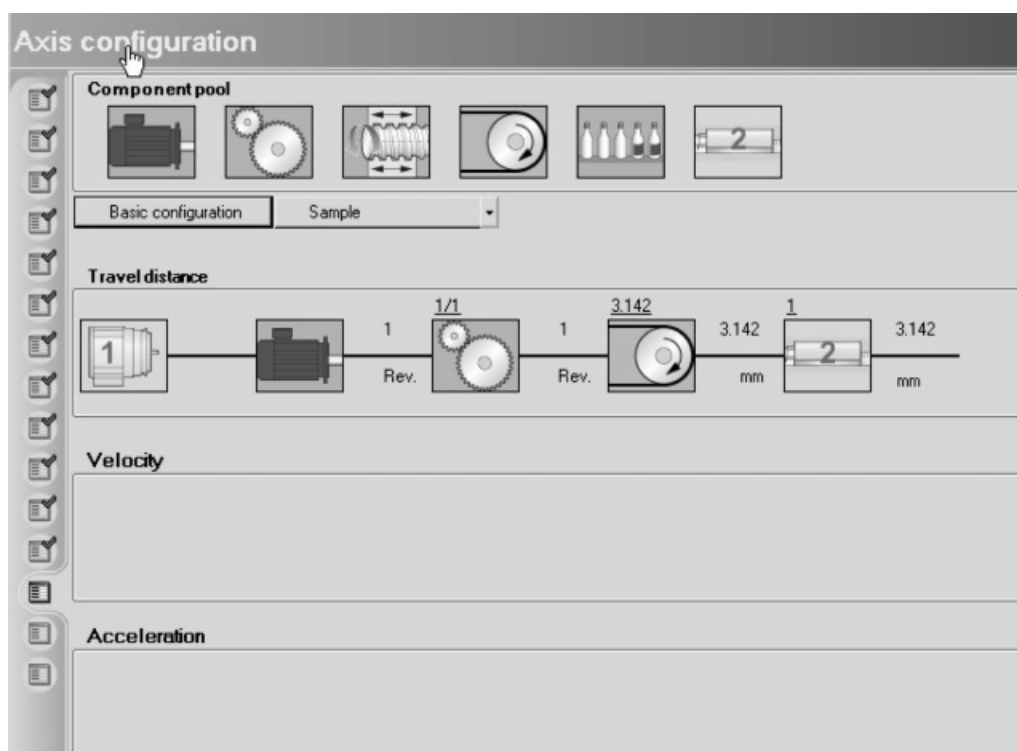 Axis configuration
Component pool
2
Basic configuration Sample
Travel distance
1/1 3.142 1
1 1 3.142 3.142
1 2
Rev. Rev. mm mm
Velocity
Acceleration